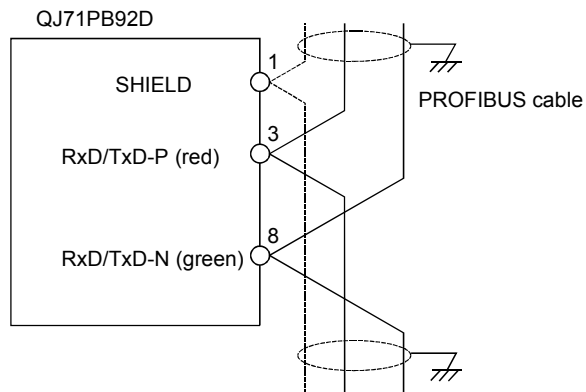 QJ71PB92D
1
SHIELD
PROFIBUS cable
3
RxD/TxD-P (red)
8
RxD/TxD-N (green)